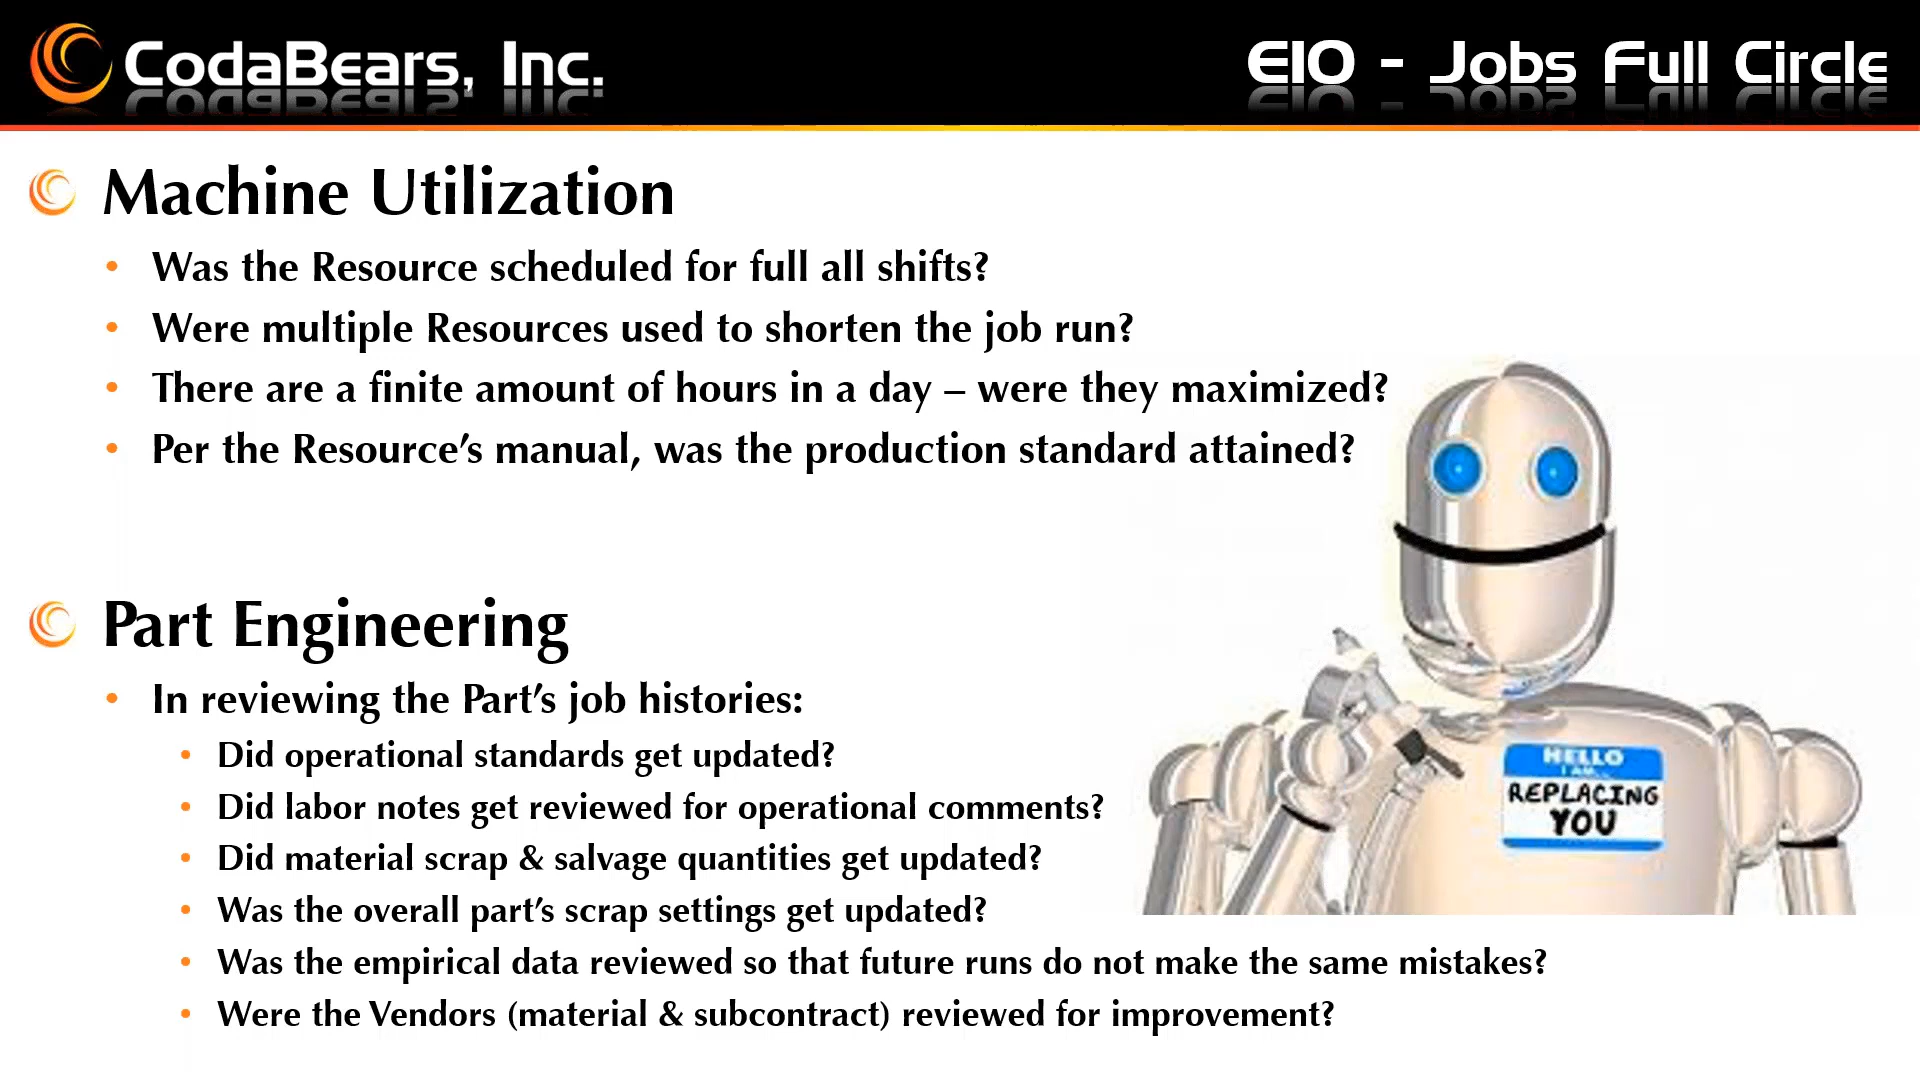 CodaBears, Inc.
EIO - Jobs Full Circle
Machine Utilization
• Was the Resource scheduled for full all shifts?
• Were multiple Resources used to shorten the job run?
• There are a finite amount of hours in a day – were they maximized?
• Per the Resource’s manual, was the production standard attained?
Part Engineering
• In reviewing the Part’s job histories:
• Did operational standards get updated?
• Did labor notes get reviewed for operational comments?
• Did material scrap & salvage quantities get updated?
• Was the overall part’s scrap settings get updated?
• Was the empirical data reviewed so that future runs do not make the same mistakes?
• Were the Vendors (material & subcontract) reviewed for improvement?
HELLO
I AM...
REPLACING
YOU